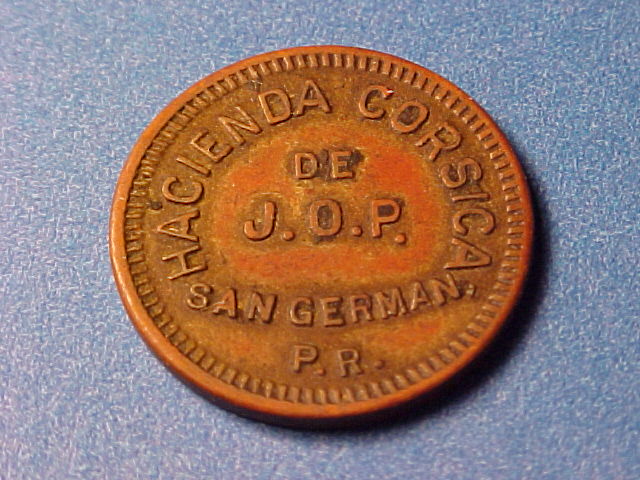 HACIENDA CORSICA
DE
J.O.P.
SAN GERMAN,
P.R.